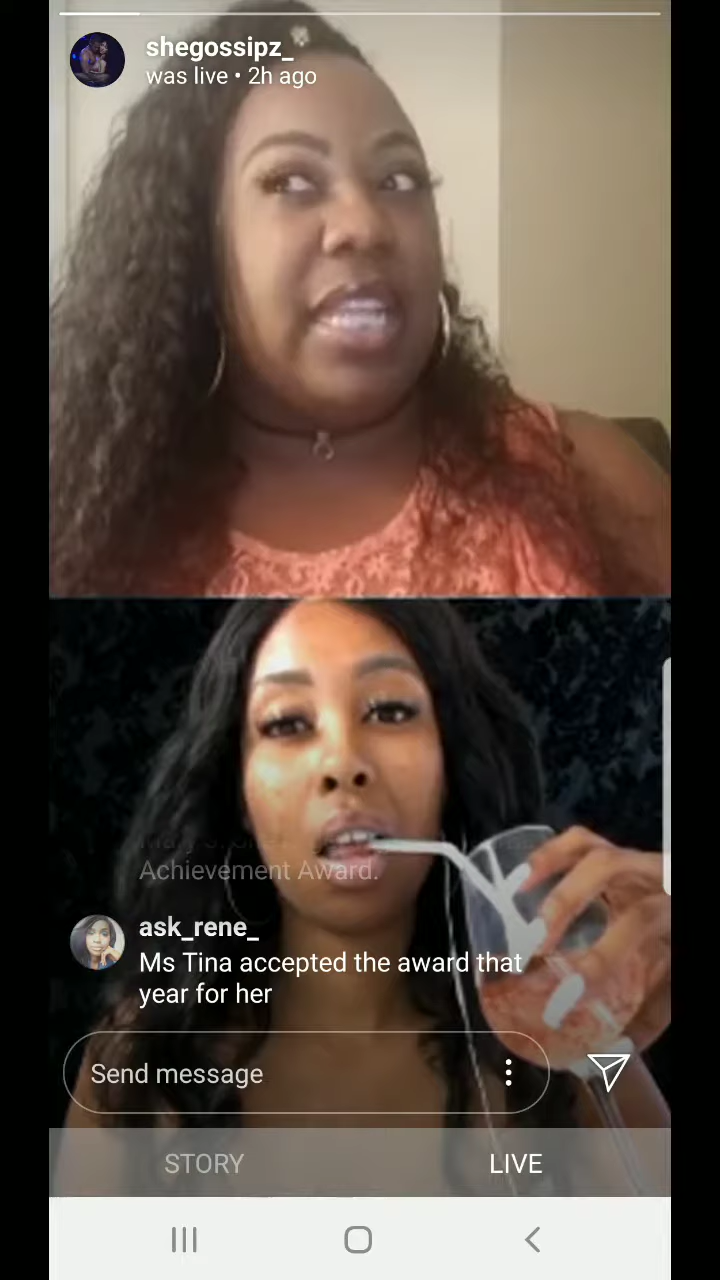 shegossipz_
was live • 2h ago
Achievement Award.
ask_rene_
Ms Tina accepted the award that
year for her
Send message
STORY
LIVE